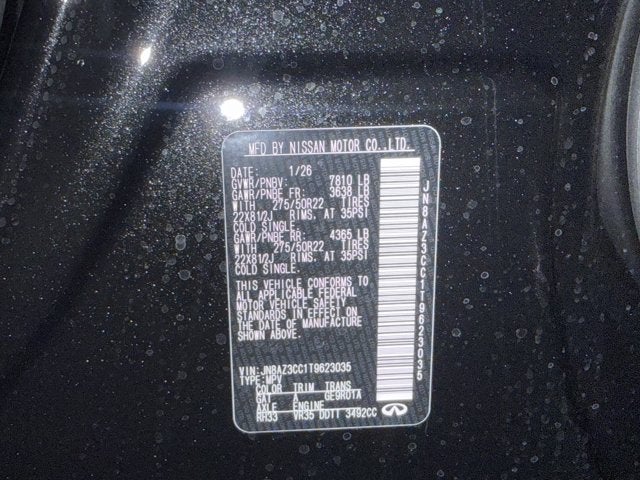 MFD BY NISSAN MOTOR CO.,LTD.
DATE: 1/26
GVWR/PNBV: 7810 LB
GAWR/PNBE FR: 3638 LB
WITH 275/50R22 TIRES
22X81/2J RIMS, AT 35PSI
COLD SINGLE.
GAWR/PNBE RR: 4365 LB
WITH 275/50R22 TIRES
22X81/2J RIMS, AT 35PSI
COLD SINGLE.
THIS VEHICLE CONFORMS TO
ALL APPLICABLE FEDERAL
MOTOR VEHICLE SAFETY
STANDARDS IN EFFECT ON
THE DATE OF MANUFACTURE
SHOWN ABOVE.
VIN:JN8AZ3CC1T9623035
TYPE:MPV
COLOR TRIM TRANS
GAT A GE9R01A
AXLE ENGINE
RH33 VR35 DDTT 3492CC
JN8AZ3CC1T9623035